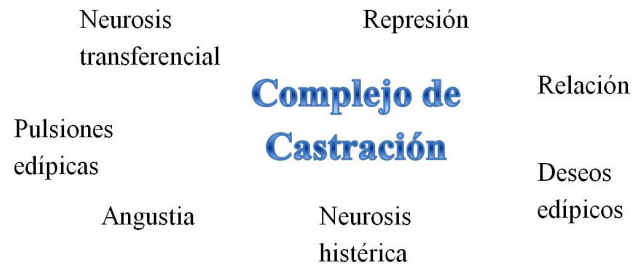 Neurosis
transferencial
Represión
Complejo de
Castración
Relación
Pulsiones
edípicas
Deseos
edípicos
Angustia
Neurosis
histérica